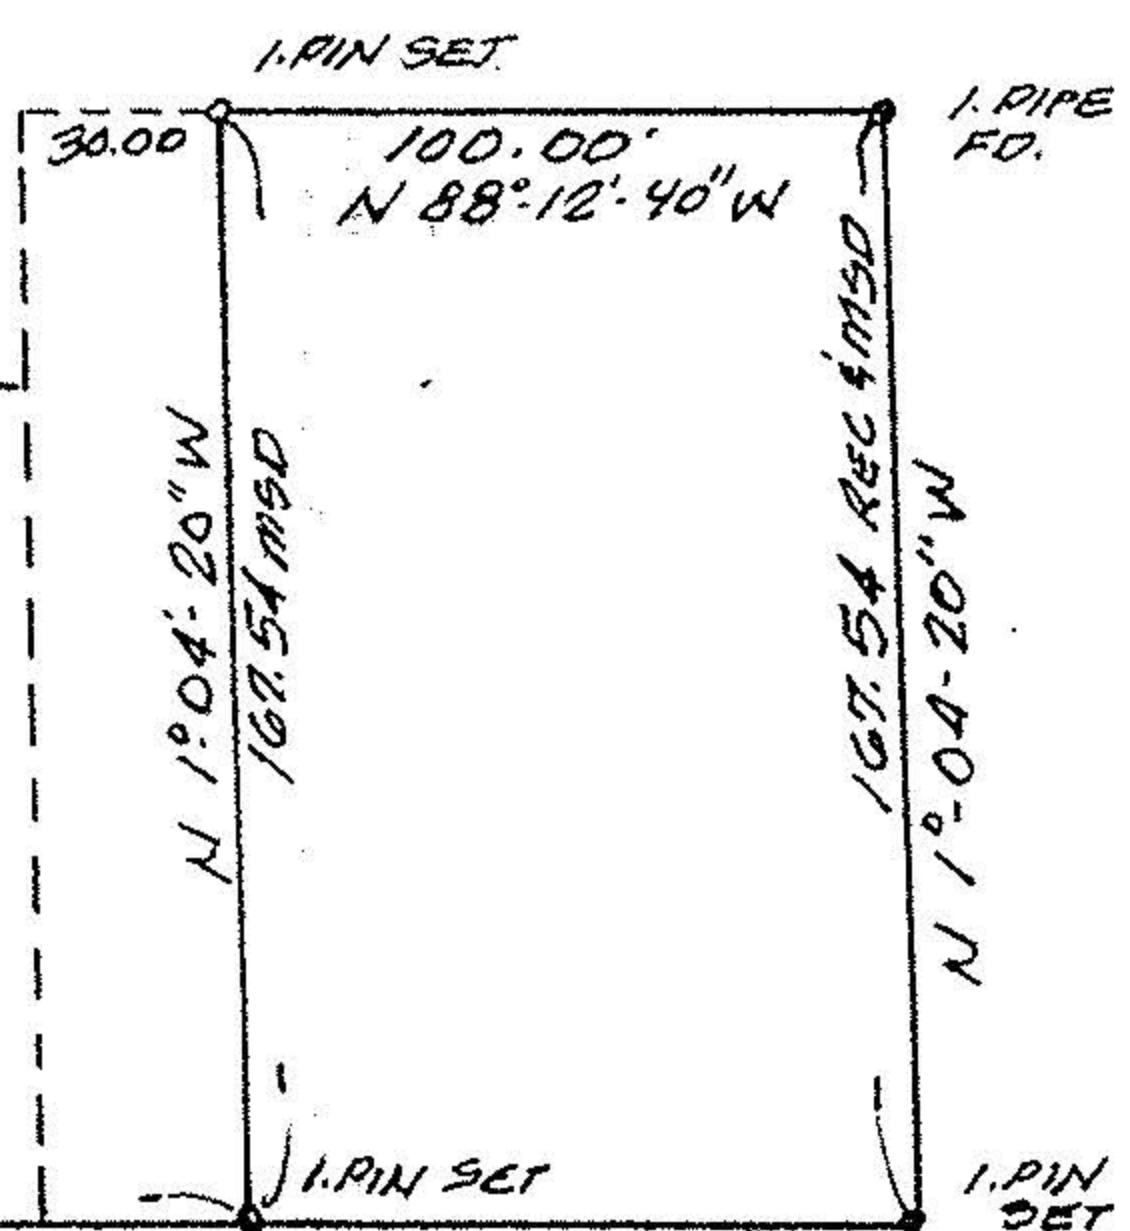 I.PIN SET.
30.00
100.00'
N 88°-12'-40" W
I.PIPE
FD.
N 1°-04'-20" W
167.54 MSD
167.54 REC & MSD
N 1°-04-20" W
I.PIN SET
I.PIN
SET